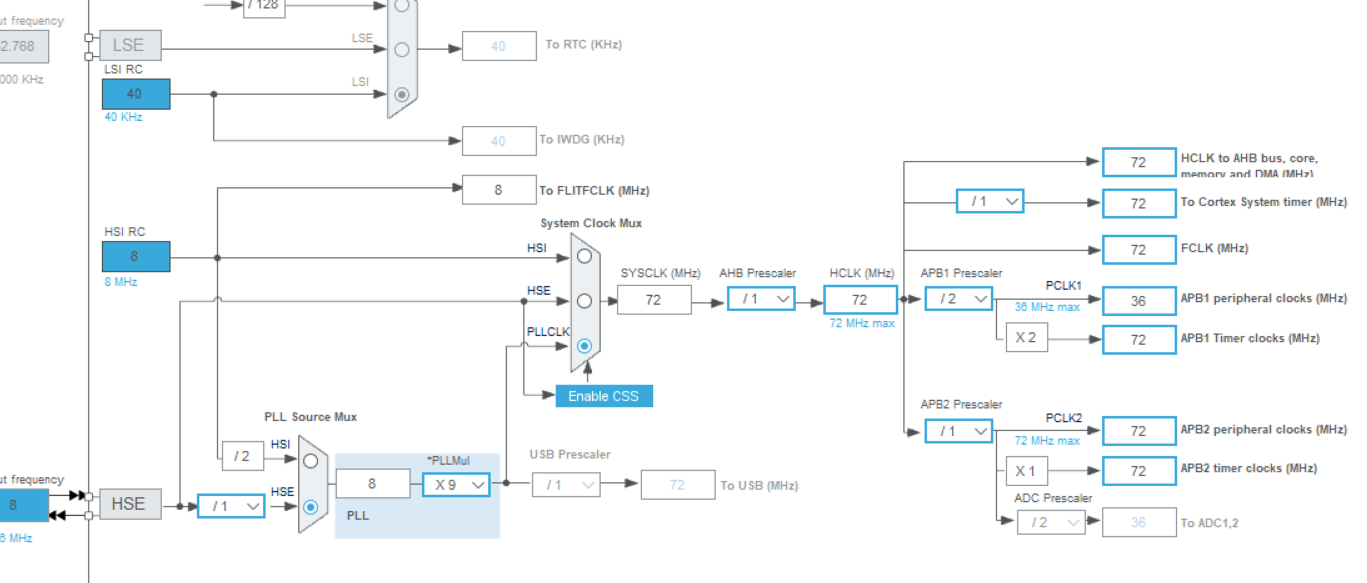 / 128
ut frequency
2.768
000 KHz
LSE
LSE
40
To RTC (KHz)
LSI RC
40
40 KHz
LSI
40
To IWDG (KHz)
8
To FLITFCLK (MHz)
HSI RC
8
8 MHz
System Clock Mux
HSI
HSE
PLLCLK
Enable CSS
SYSCLK (MHz)
72
AHB Prescaler
/ 1
HCLK (MHz)
72
72 MHz max
72
HCLK to AHB bus, core,
memory and DMA (MHz)
/ 1
72
To Cortex System timer (MHz)
72
FCLK (MHz)
APB1 Prescaler
/ 2
PCLK1
36 MHz max
36
APB1 peripheral clocks (MHz)
X 2
72
APB1 Timer clocks (MHz)
APB2 Prescaler
/ 1
PCLK2
72 MHz max
72
APB2 peripheral clocks (MHz)
X 1
72
APB2 timer clocks (MHz)
ADC Prescaler
/ 2
36
To ADC1,2
PLL Source Mux
HSI
/ 2
HSE
ut frequency
8
6 MHz
HSE
/ 1
8
*PLLMul
X 9
PLL
USB Prescaler
/ 1
72
To USB (MHz)